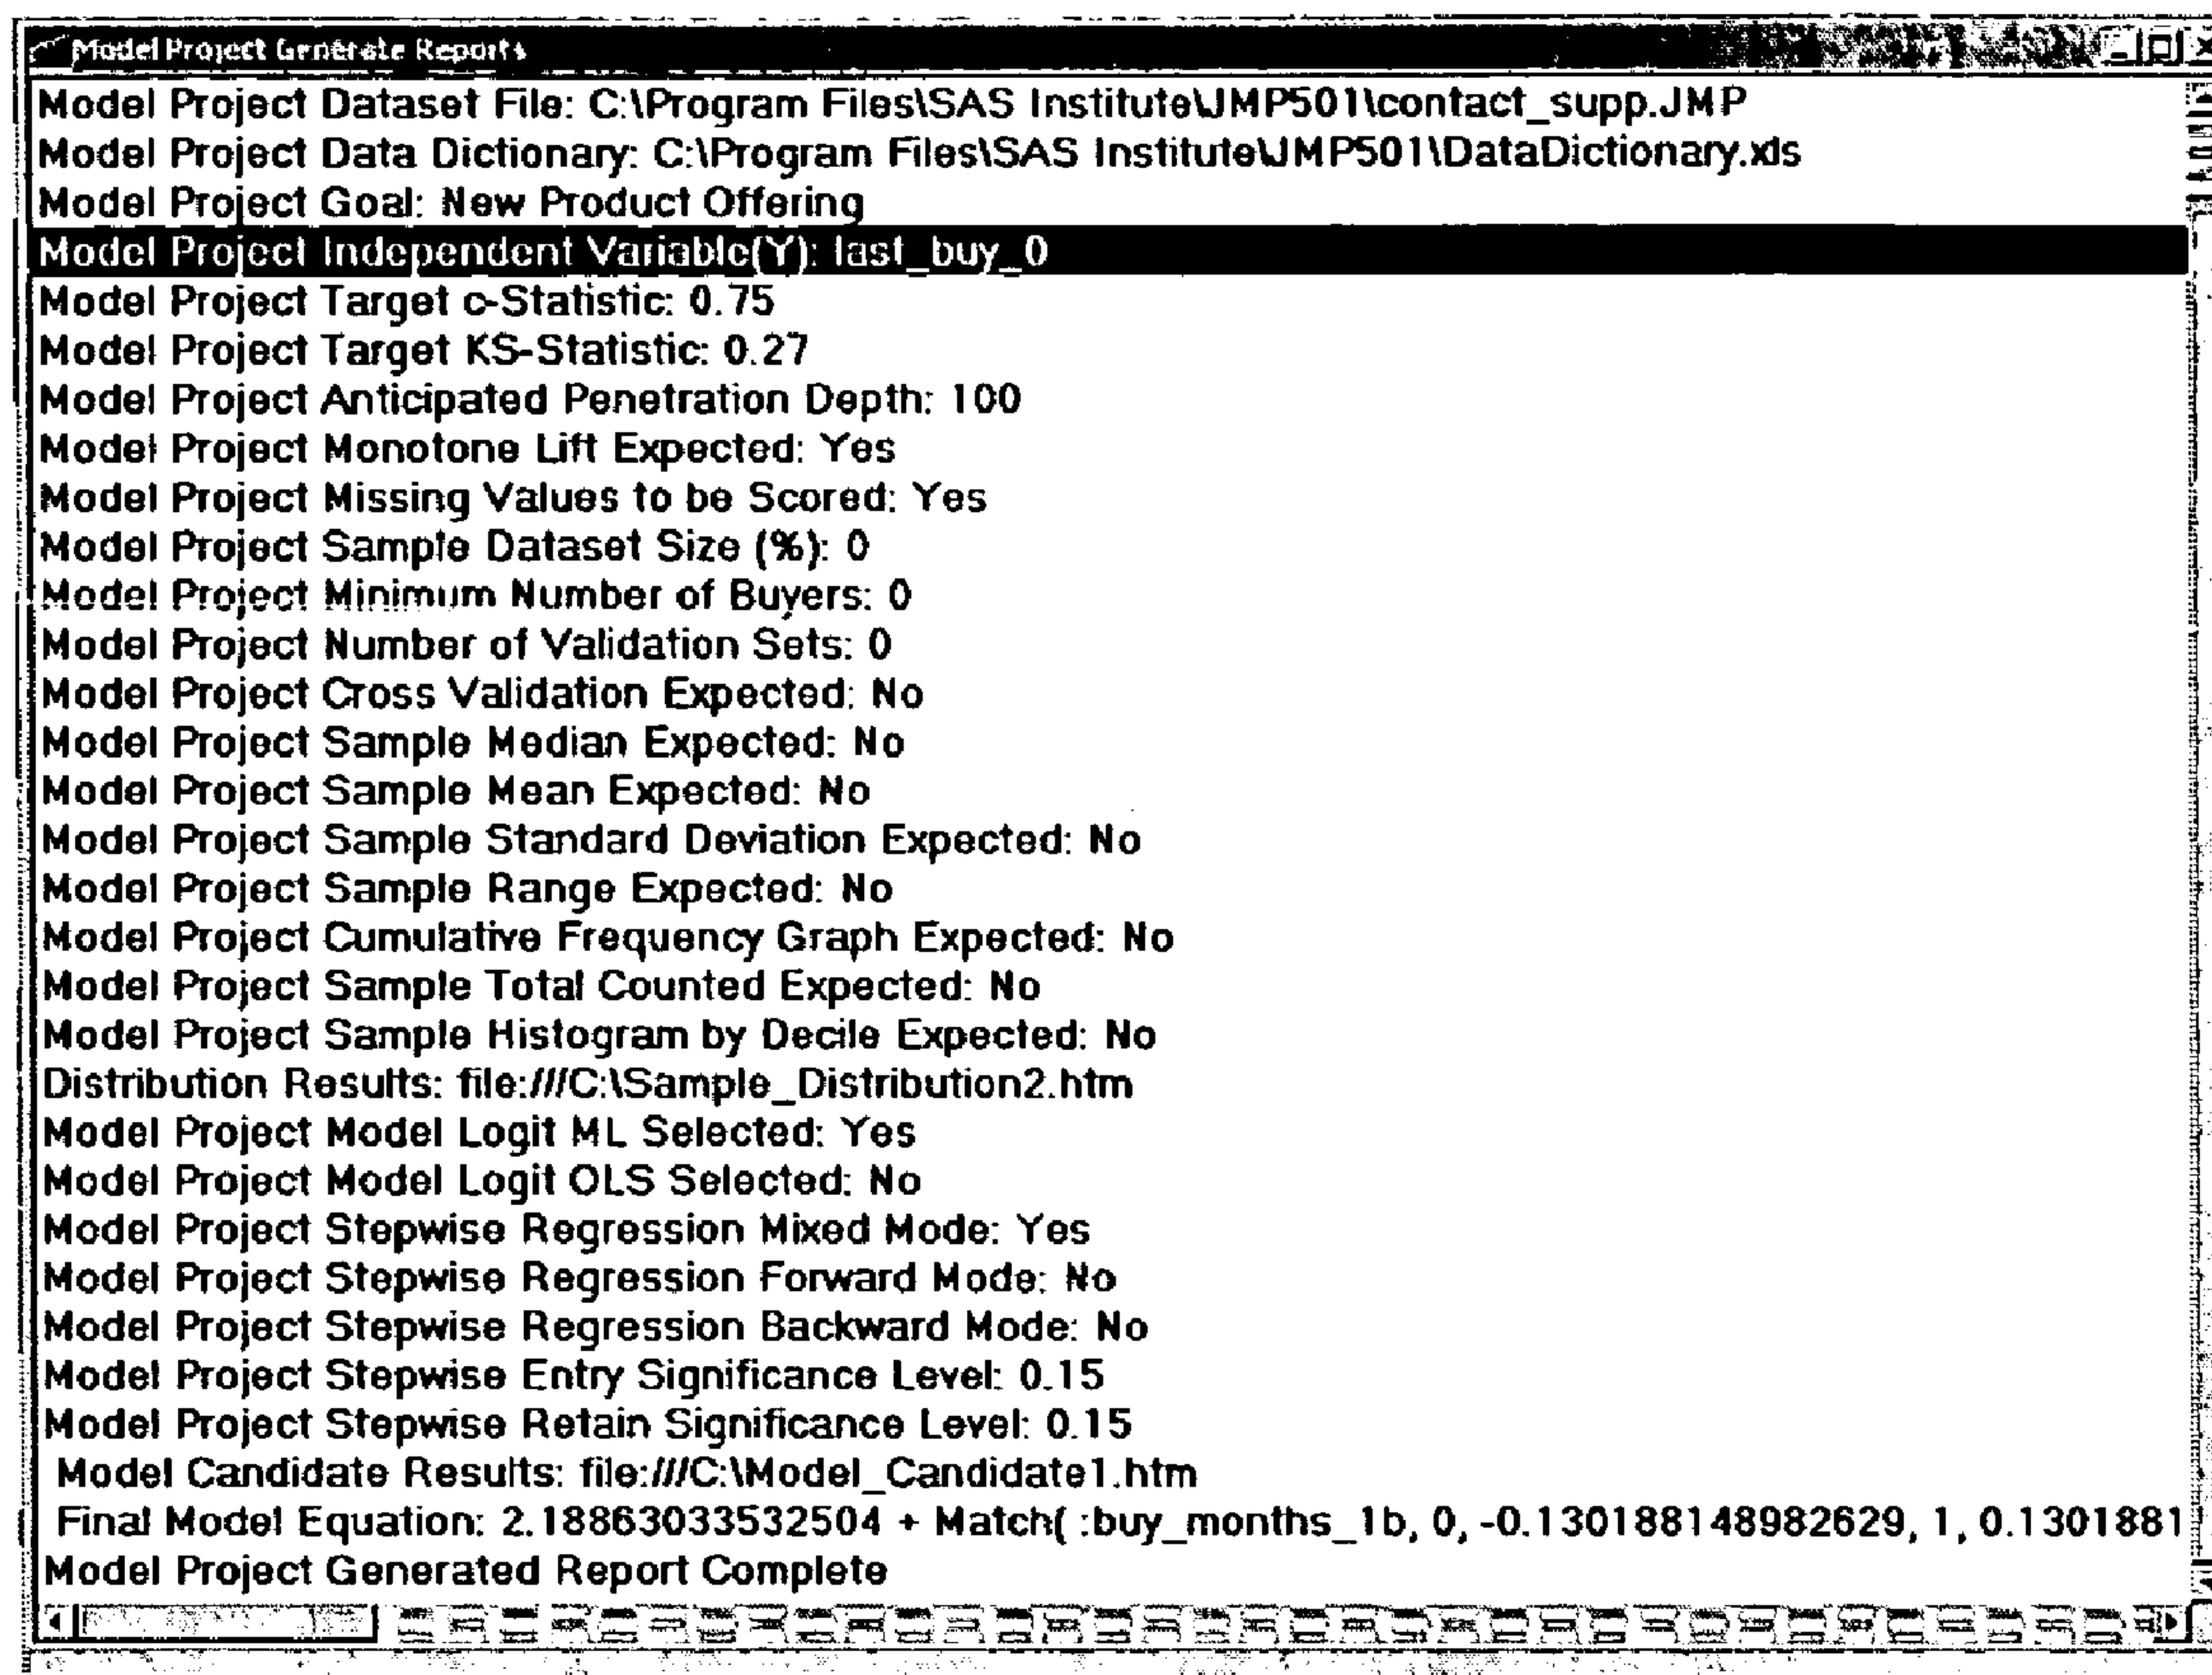 Model Project Generate Reports
Model Project Dataset File: C:\Program Files\SAS Institute\JMP501\contact_supp.JMP
Model Project Data Dictionary: C:\Program Files\SAS Institute\JMP501\DataDictionary.xls
Model Project Goal: New Product Offering
Model Project Independent Variable(Y): last_buy_0
Model Project Target c-Statistic: 0.75
Model Project Target KS-Statistic: 0.27
Model Project Anticipated Penetration Depth: 100
Model Project Monotone Lift Expected: Yes
Model Project Missing Values to be Scored: Yes
Model Project Sample Dataset Size (%): 0
Model Project Minimum Number of Buyers: 0
Model Project Number of Validation Sets: 0
Model Project Cross Validation Expected: No
Model Project Sample Median Expected: No
Model Project Sample Mean Expected: No
Model Project Sample Standard Deviation Expected: No
Model Project Sample Range Expected: No
Model Project Cumulative Frequency Graph Expected: No
Model Project Sample Total Counted Expected: No
Model Project Sample Histogram by Decile Expected: No
Distribution Results: file:///C:\Sample_Distribution2.htm
Model Project Model Logit ML Selected: Yes
Model Project Model Logit OLS Selected: No
Model Project Stepwise Regression Mixed Mode: Yes
Model Project Stepwise Regression Forward Mode: No
Model Project Stepwise Regression Backward Mode: No
Model Project Stepwise Entry Significance Level: 0.15
Model Project Stepwise Retain Significance Level: 0.15
Model Candidate Results: file:///C:\Model_Candidate1.htm
Final Model Equation: 2.18863033532504 + Match( :buy_months_1b, 0, -0.130188148982629, 1, 0.1301881
Model Project Generated Report Complete